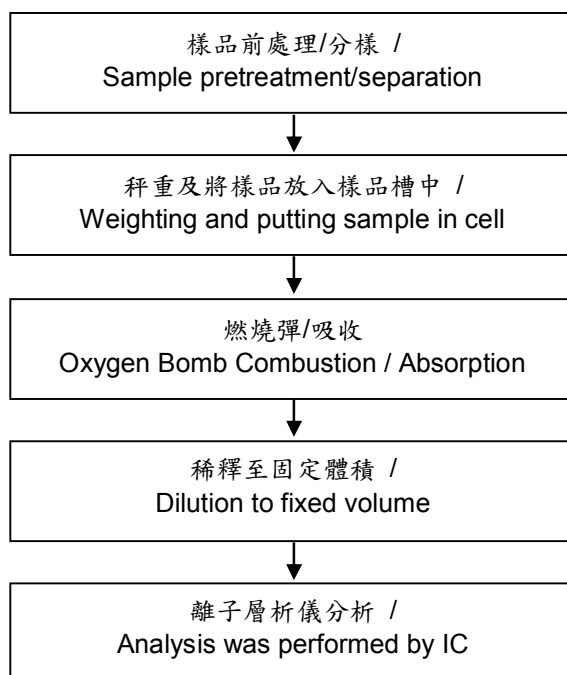 樣品前處理/分樣 /
Sample pretreatment/separation
秤重及將樣品放入樣品槽中 /
Weighting and putting sample in cell
燃燒彈/吸收
Oxygen Bomb Combustion / Absorption
稀釋至固定體積 /
Dilution to fixed volume
離子層析儀分析 /
Analysis was performed by IC